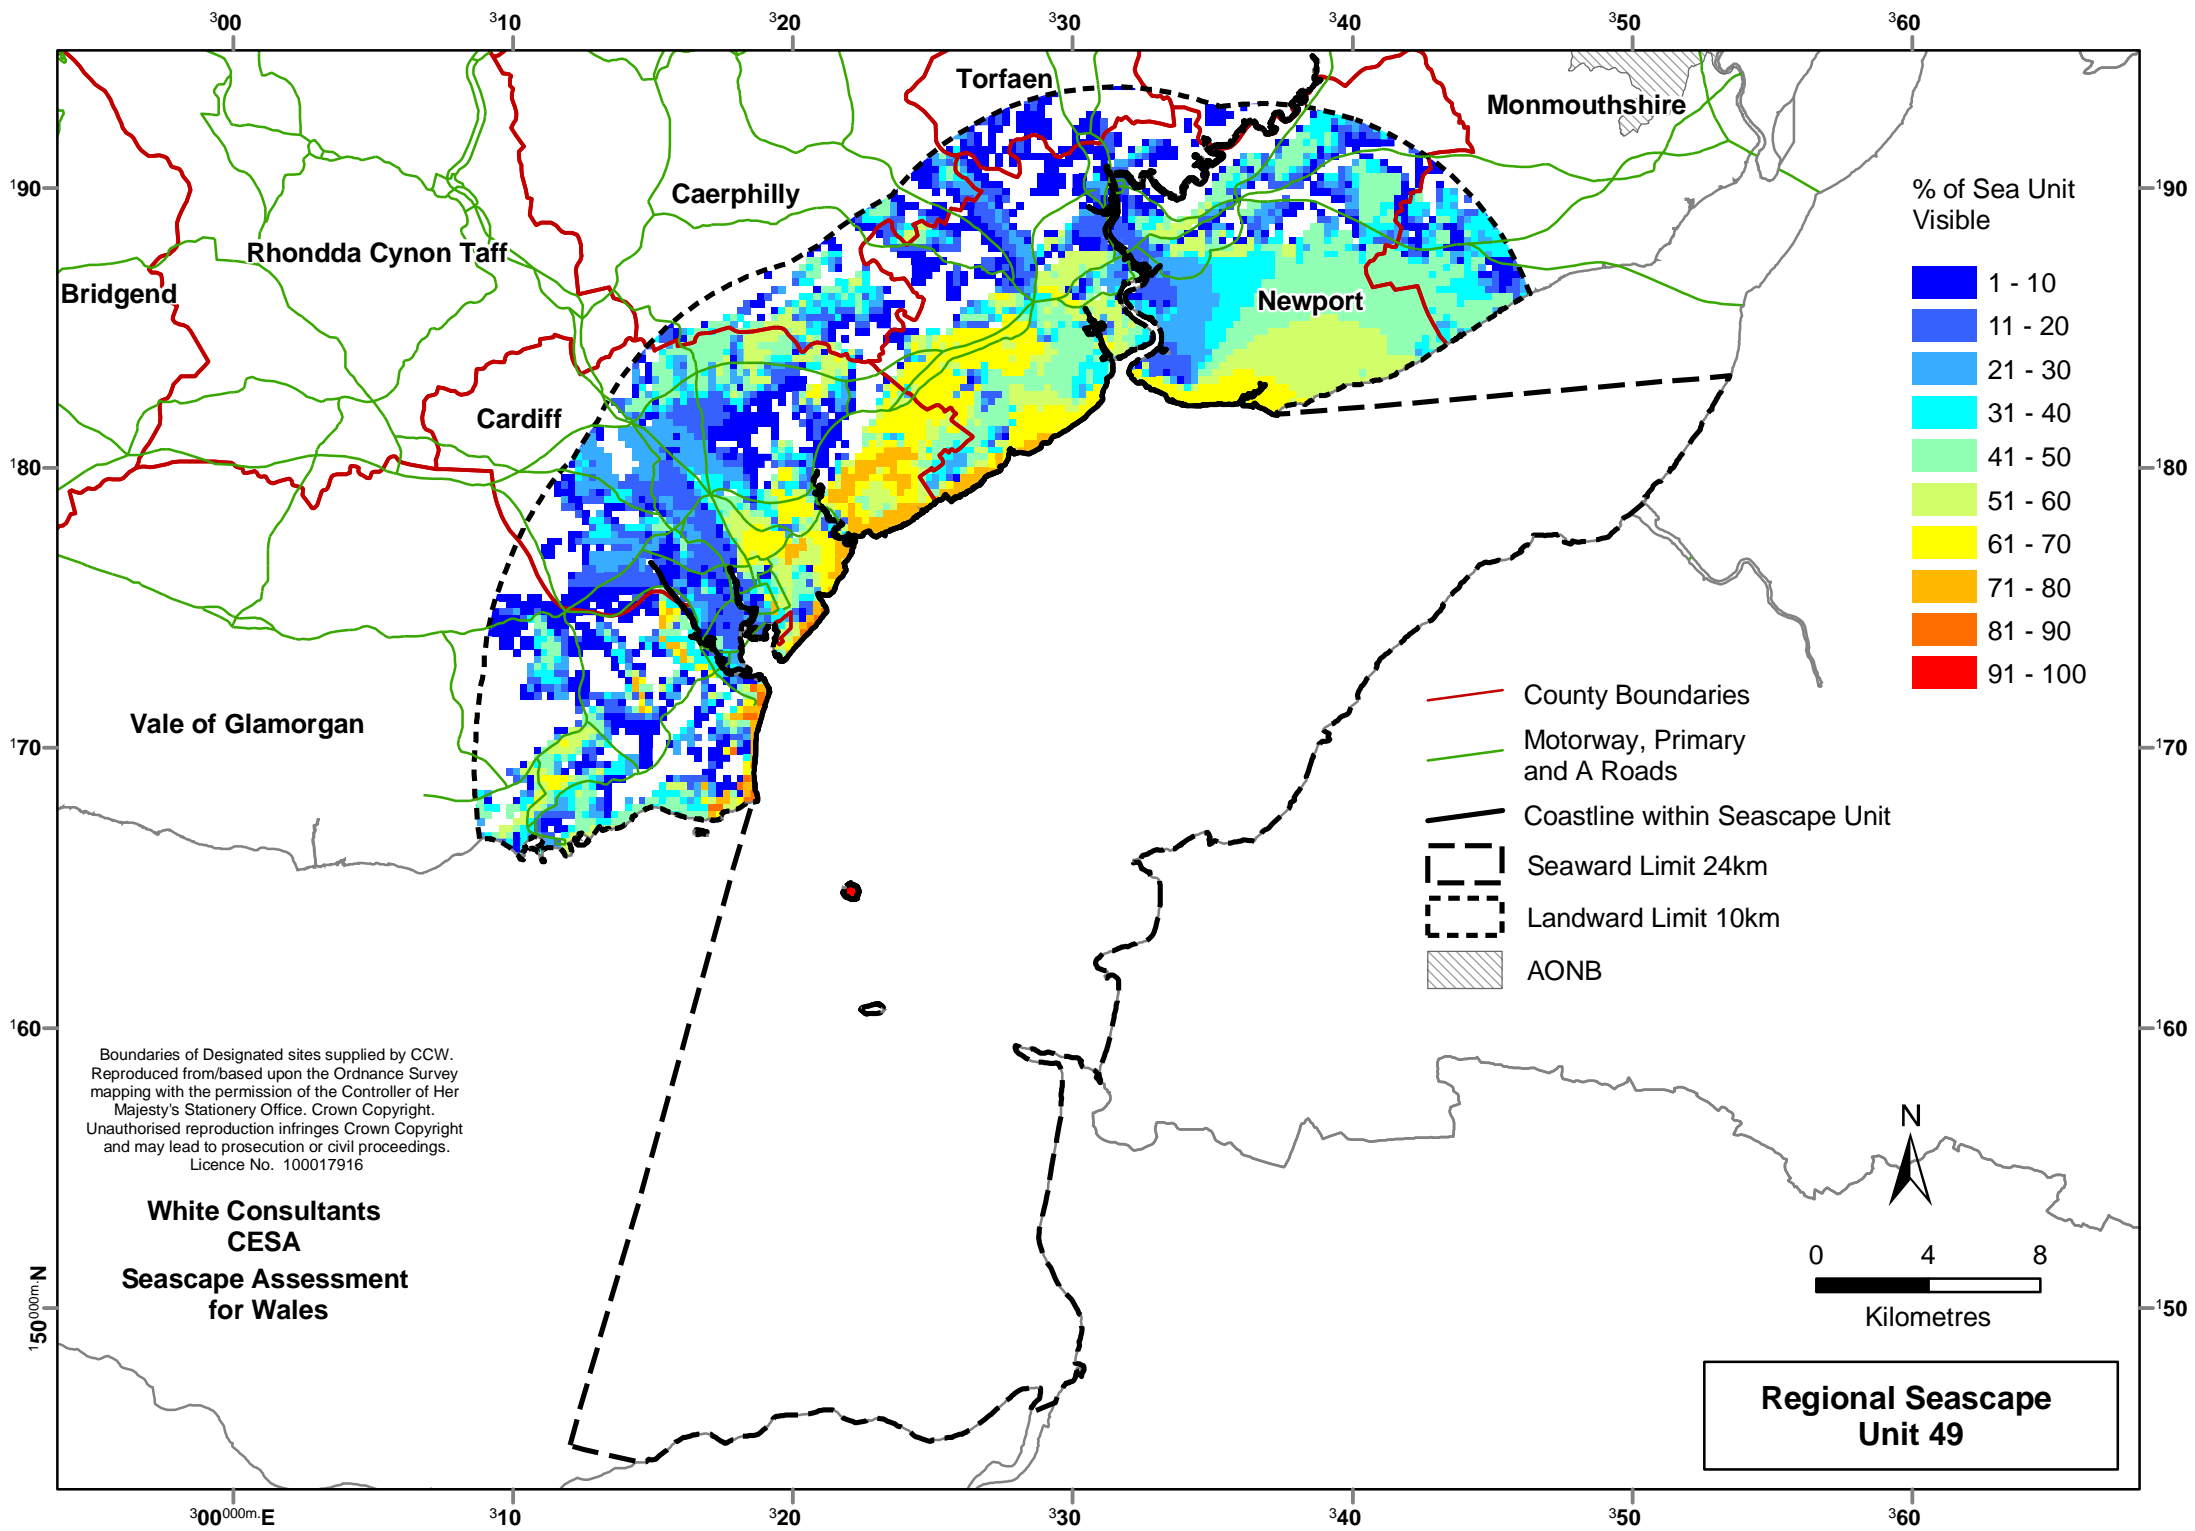 ³00
³10
³20
³30
³40
³50
³60
Torfaen
Monmouthshire
Caerphilly
Rhondda Cynon Taff
Bridgend
Newport
Cardiff
Vale of Glamorgan
¹90
¹80
¹70
¹60
¹50000m.N
¹90
¹80
¹70
¹60
¹50
% of Sea Unit
Visible
1 - 10
11 - 20
21 - 30
31 - 40
41 - 50
51 - 60
61 - 70
71 - 80
81 - 90
91 - 100
County Boundaries
Motorway, Primary
and A Roads
Coastline within Seascape Unit
Seaward Limit 24km
Landward Limit 10km
AONB
Boundaries of Designated sites supplied by CCW.
Reproduced from/based upon the Ordnance Survey
mapping with the permission of the Controller of Her
Majesty's Stationery Office. Crown Copyright.
Unauthorised reproduction infringes Crown Copyright
and may lead to prosecution or civil proceedings.
Licence No. 100017916
White Consultants
CESA
Seascape Assessment
for Wales
N
0 4 8
Kilometres
Regional Seascape
Unit 49
³00000m.E
³10
³20
³30
³40
³50
³60